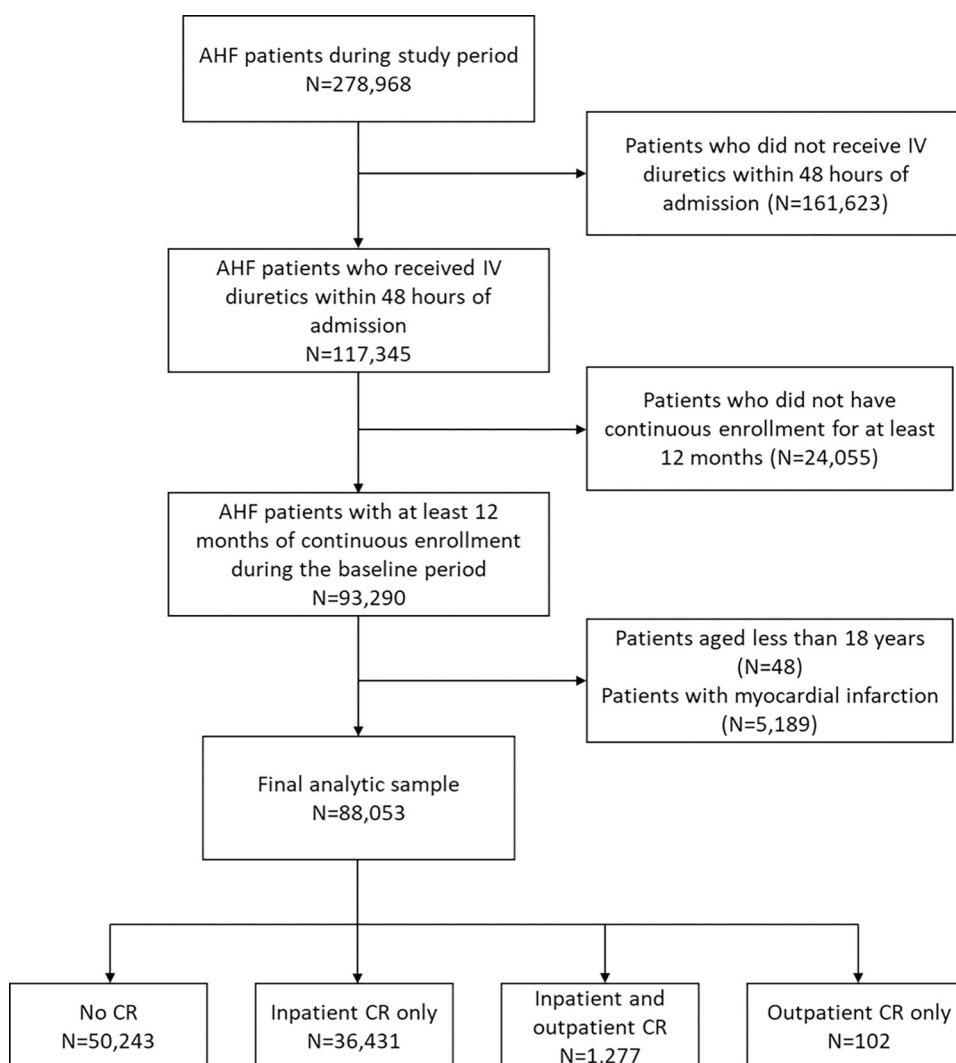 AHF patients during study period
N=278,968
Patients who did not receive IV
diuretics within 48 hours of
admission (N=161,623)
AHF patients who received IV
diuretics within 48 hours of
admission
N=117,345
Patients who did not have
continuous enrollment for at least
12 months (N=24,055)
AHF patients with at least 12
months of continuous enrollment
during the baseline period
N=93,290
Patients aged less than 18 years
(N=48)
Patients with myocardial infarction
(N=5,189)
Final analytic sample
N=88,053
No CR
N=50,243
Inpatient CR only
N=36,431
Inpatient and
outpatient CR
N=1,277
Outpatient CR only
N=102